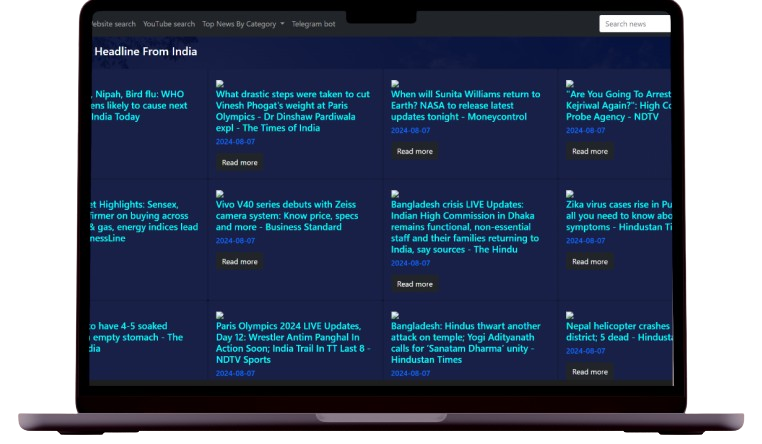 Website search YouTube search Top News By Category Telegram bot
Search news
Headline From India
, Nipah, Bird flu: WHO
likely to cause next
India Today
What drastic steps were taken to cut
Vinesh Phogat's weight at Paris
Olympics - Dr Dinshaw Pardiwala
expl - The Times of India
2024-08-07
Read more
When will Sunita Williams return to
Earth? NASA to release latest
updates tonight - Moneycontrol
2024-08-07
Read more
"Are You Going To Arrest
Kejriwal Again?": High Co
Probe Agency - NDTV
2024-08-07
Read more
Highlights: Sensex,
firmer on buying across
& gas, energy indices lead
Vivo V40 series debuts with Zeiss
camera system: Know price, specs
and more - Business Standard
2024-08-07
Read more
Bangladesh crisis LIVE Updates:
Indian High Commission in Dhaka
remains functional, non-essential
staff and their families returning to
India, say sources - The Hindu
2024-08-07
Read more
Zika virus cases rise in Pu
all you need to know abo
symptoms - Hindustan Ti
2024-08-07
Read more
to have 4-5 soaked
empty stomach - The
Paris Olympics 2024 LIVE Updates,
Day 12: Wrestler Antim Panghal In
Action Soon; India Trail In TT Last 8 -
NDTV Sports
2024-08-07
Bangladesh: Hindus thwart another
attack on temple; Yogi Adityanath
calls for 'Sanatam Dharma' unity -
Hindustan Times
2024-08-07
Nepal helicopter crashes
district; 5 dead - Hindusta
2024-08-07
Read more